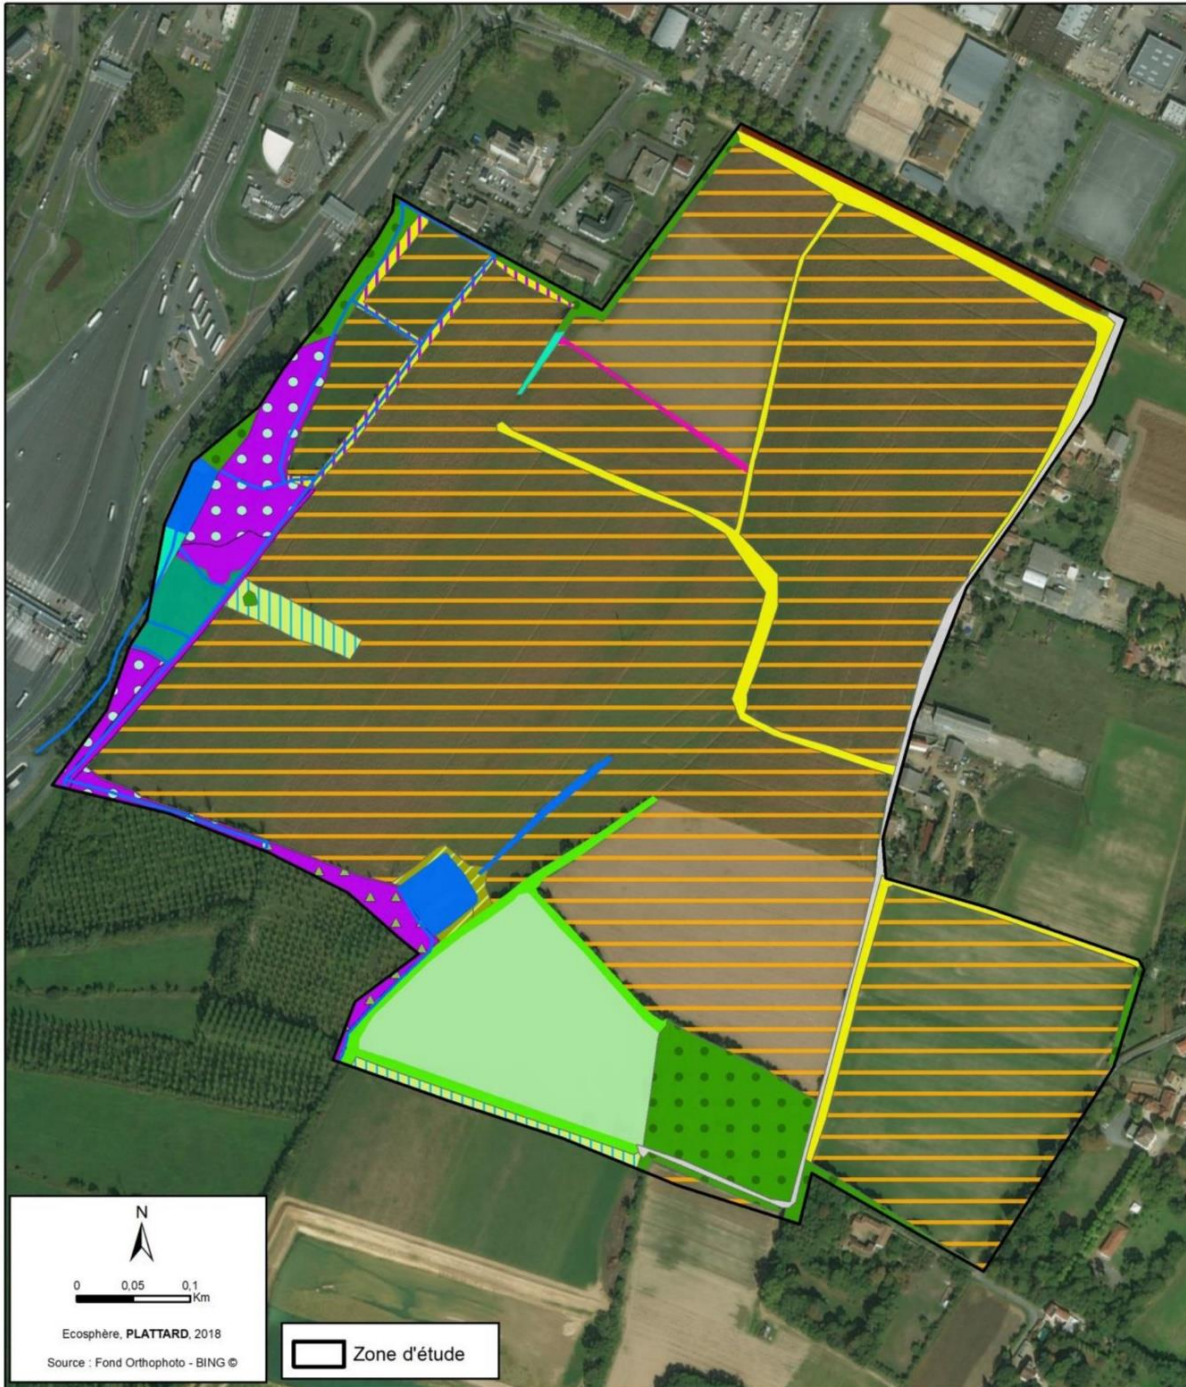 N
0 0,05 0,1
Km
Ecosphère, PLATTARD, 2018
Source : Fond Orthophoto - BING ©
Zone d'étude